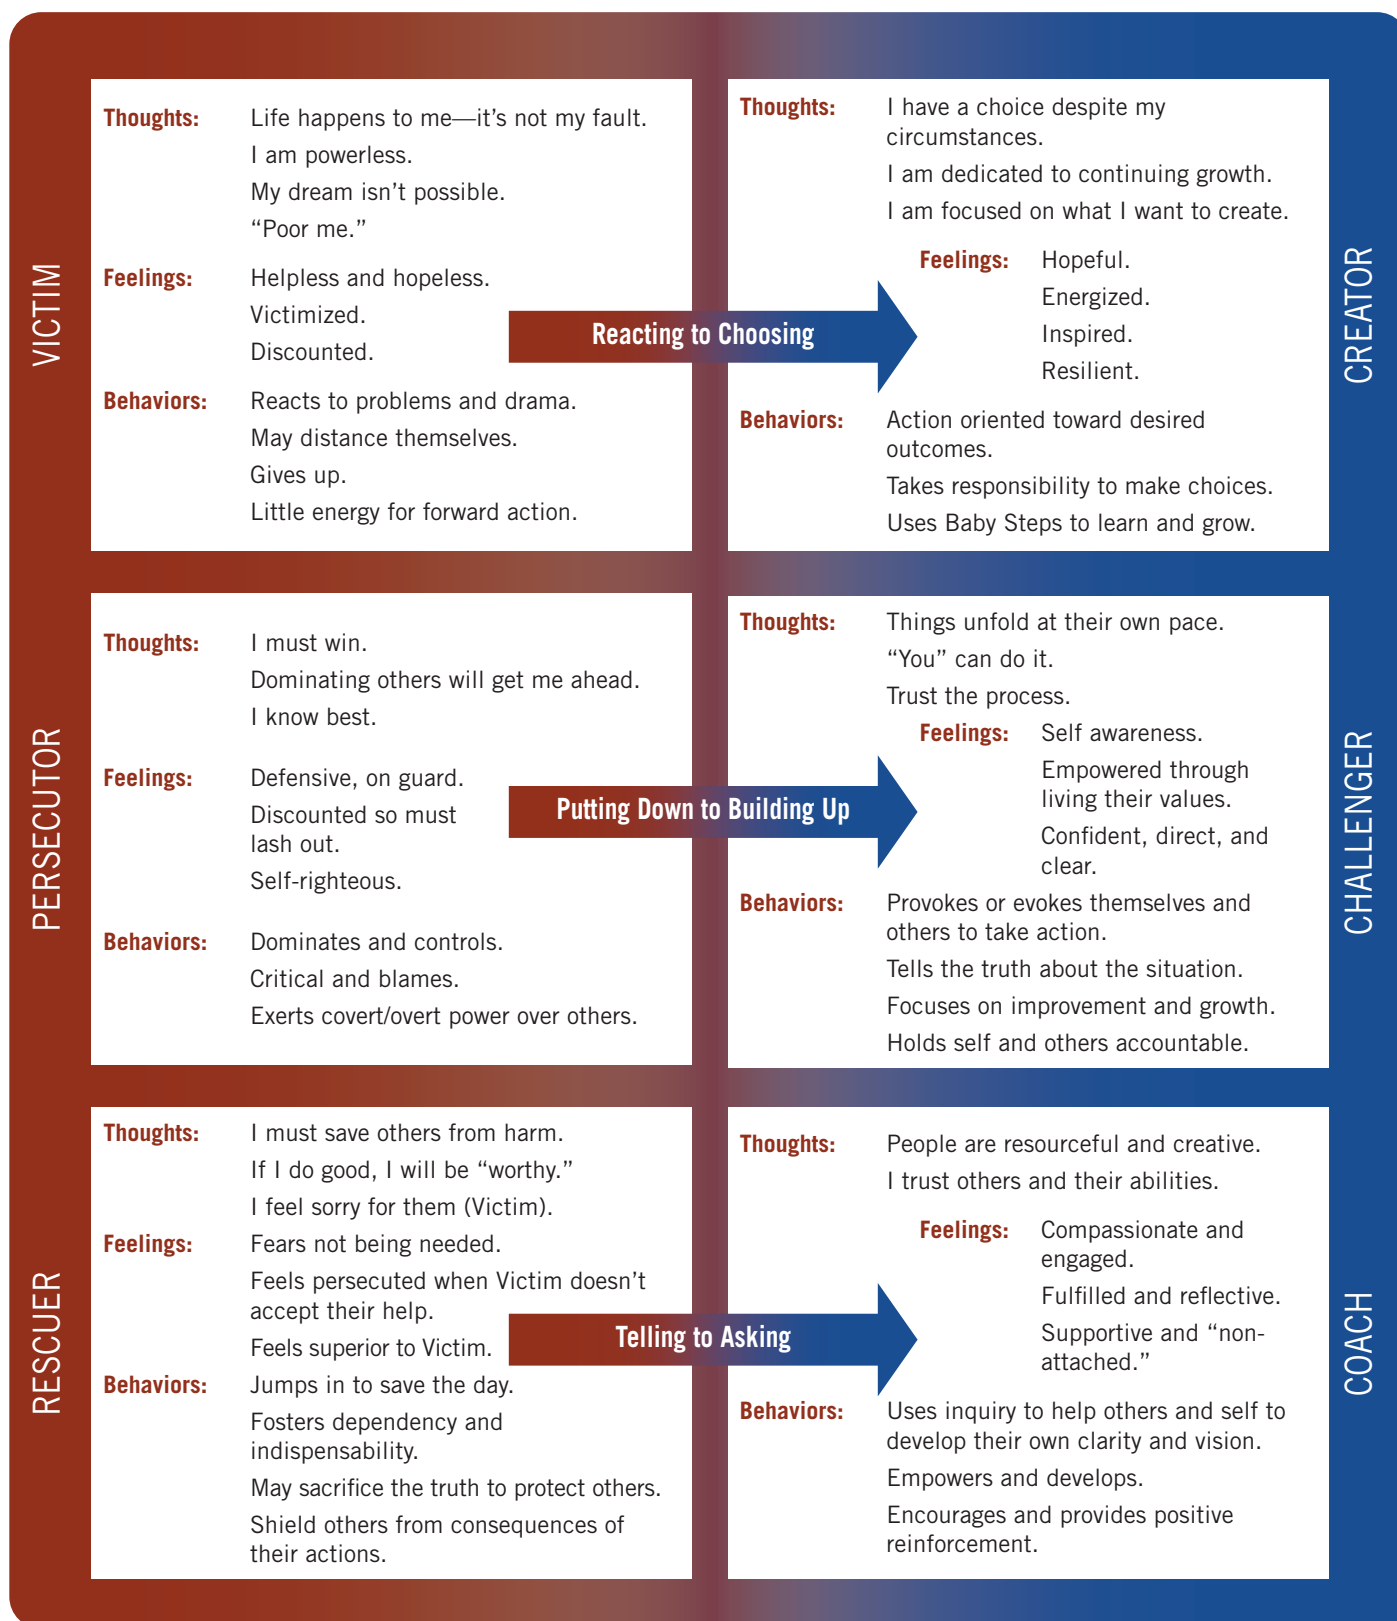 VICTIM
Thoughts: Life happens to me—it's not my fault.
I am powerless.
My dream isn't possible.
“Poor me.”
Feelings: Helpless and hopeless.
Victimized.
Discounted.
Behaviors: Reacts to problems and drama.
May distance themselves.
Gives up.
Little energy for forward action.
Reacting to Choosing
CREATOR
Thoughts: I have a choice despite my
circumstances.
I am dedicated to continuing growth.
I am focused on what I want to create.
Feelings: Hopeful.
Energized.
Inspired.
Resilient.
Behaviors: Action oriented toward desired
outcomes.
Takes responsibility to make choices.
Uses Baby Steps to learn and grow.
PERSECUTOR
Thoughts: I must win.
Dominating others will get me ahead.
I know best.
Feelings: Defensive, on guard.
Discounted so must
lash out.
Self-righteous.
Behaviors: Dominates and controls.
Critical and blames.
Exerts covert/overt power over others.
Putting Down to Building Up
CHALLENGER
Thoughts: Things unfold at their own pace.
“You” can do it.
Trust the process.
Feelings: Self awareness.
Empowered through
living their values.
Confident, direct, and
clear.
Behaviors: Provokes or evokes themselves and
others to take action.
Tells the truth about the situation.
Focuses on improvement and growth.
Holds self and others accountable.
RESCUER
Thoughts: I must save others from harm.
If I do good, I will be “worthy.”
I feel sorry for them (Victim).
Feelings: Fears not being needed.
Feels persecuted when Victim doesn't
accept their help.
Feels superior to Victim.
Behaviors: Jumps in to save the day.
Fosters dependency and
indispensability.
May sacrifice the truth to protect others.
Shield others from consequences of
their actions.
Telling to Asking
COACH
Thoughts: People are resourceful and creative.
I trust others and their abilities.
Feelings: Compassionate and
engaged.
Fulfilled and reflective.
Supportive and “non-
attached.”
Behaviors: Uses inquiry to help others and self to
develop their own clarity and vision.
Empowers and develops.
Encourages and provides positive
reinforcement.